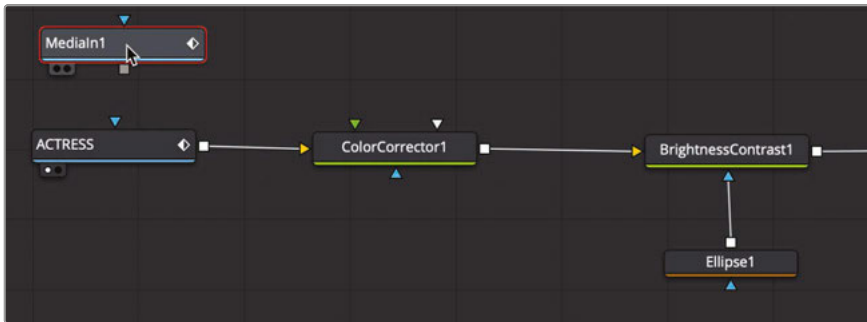 MediaIn1
ACTRESS
ColorCorrector1
BrightnessContrast1
Ellipse1